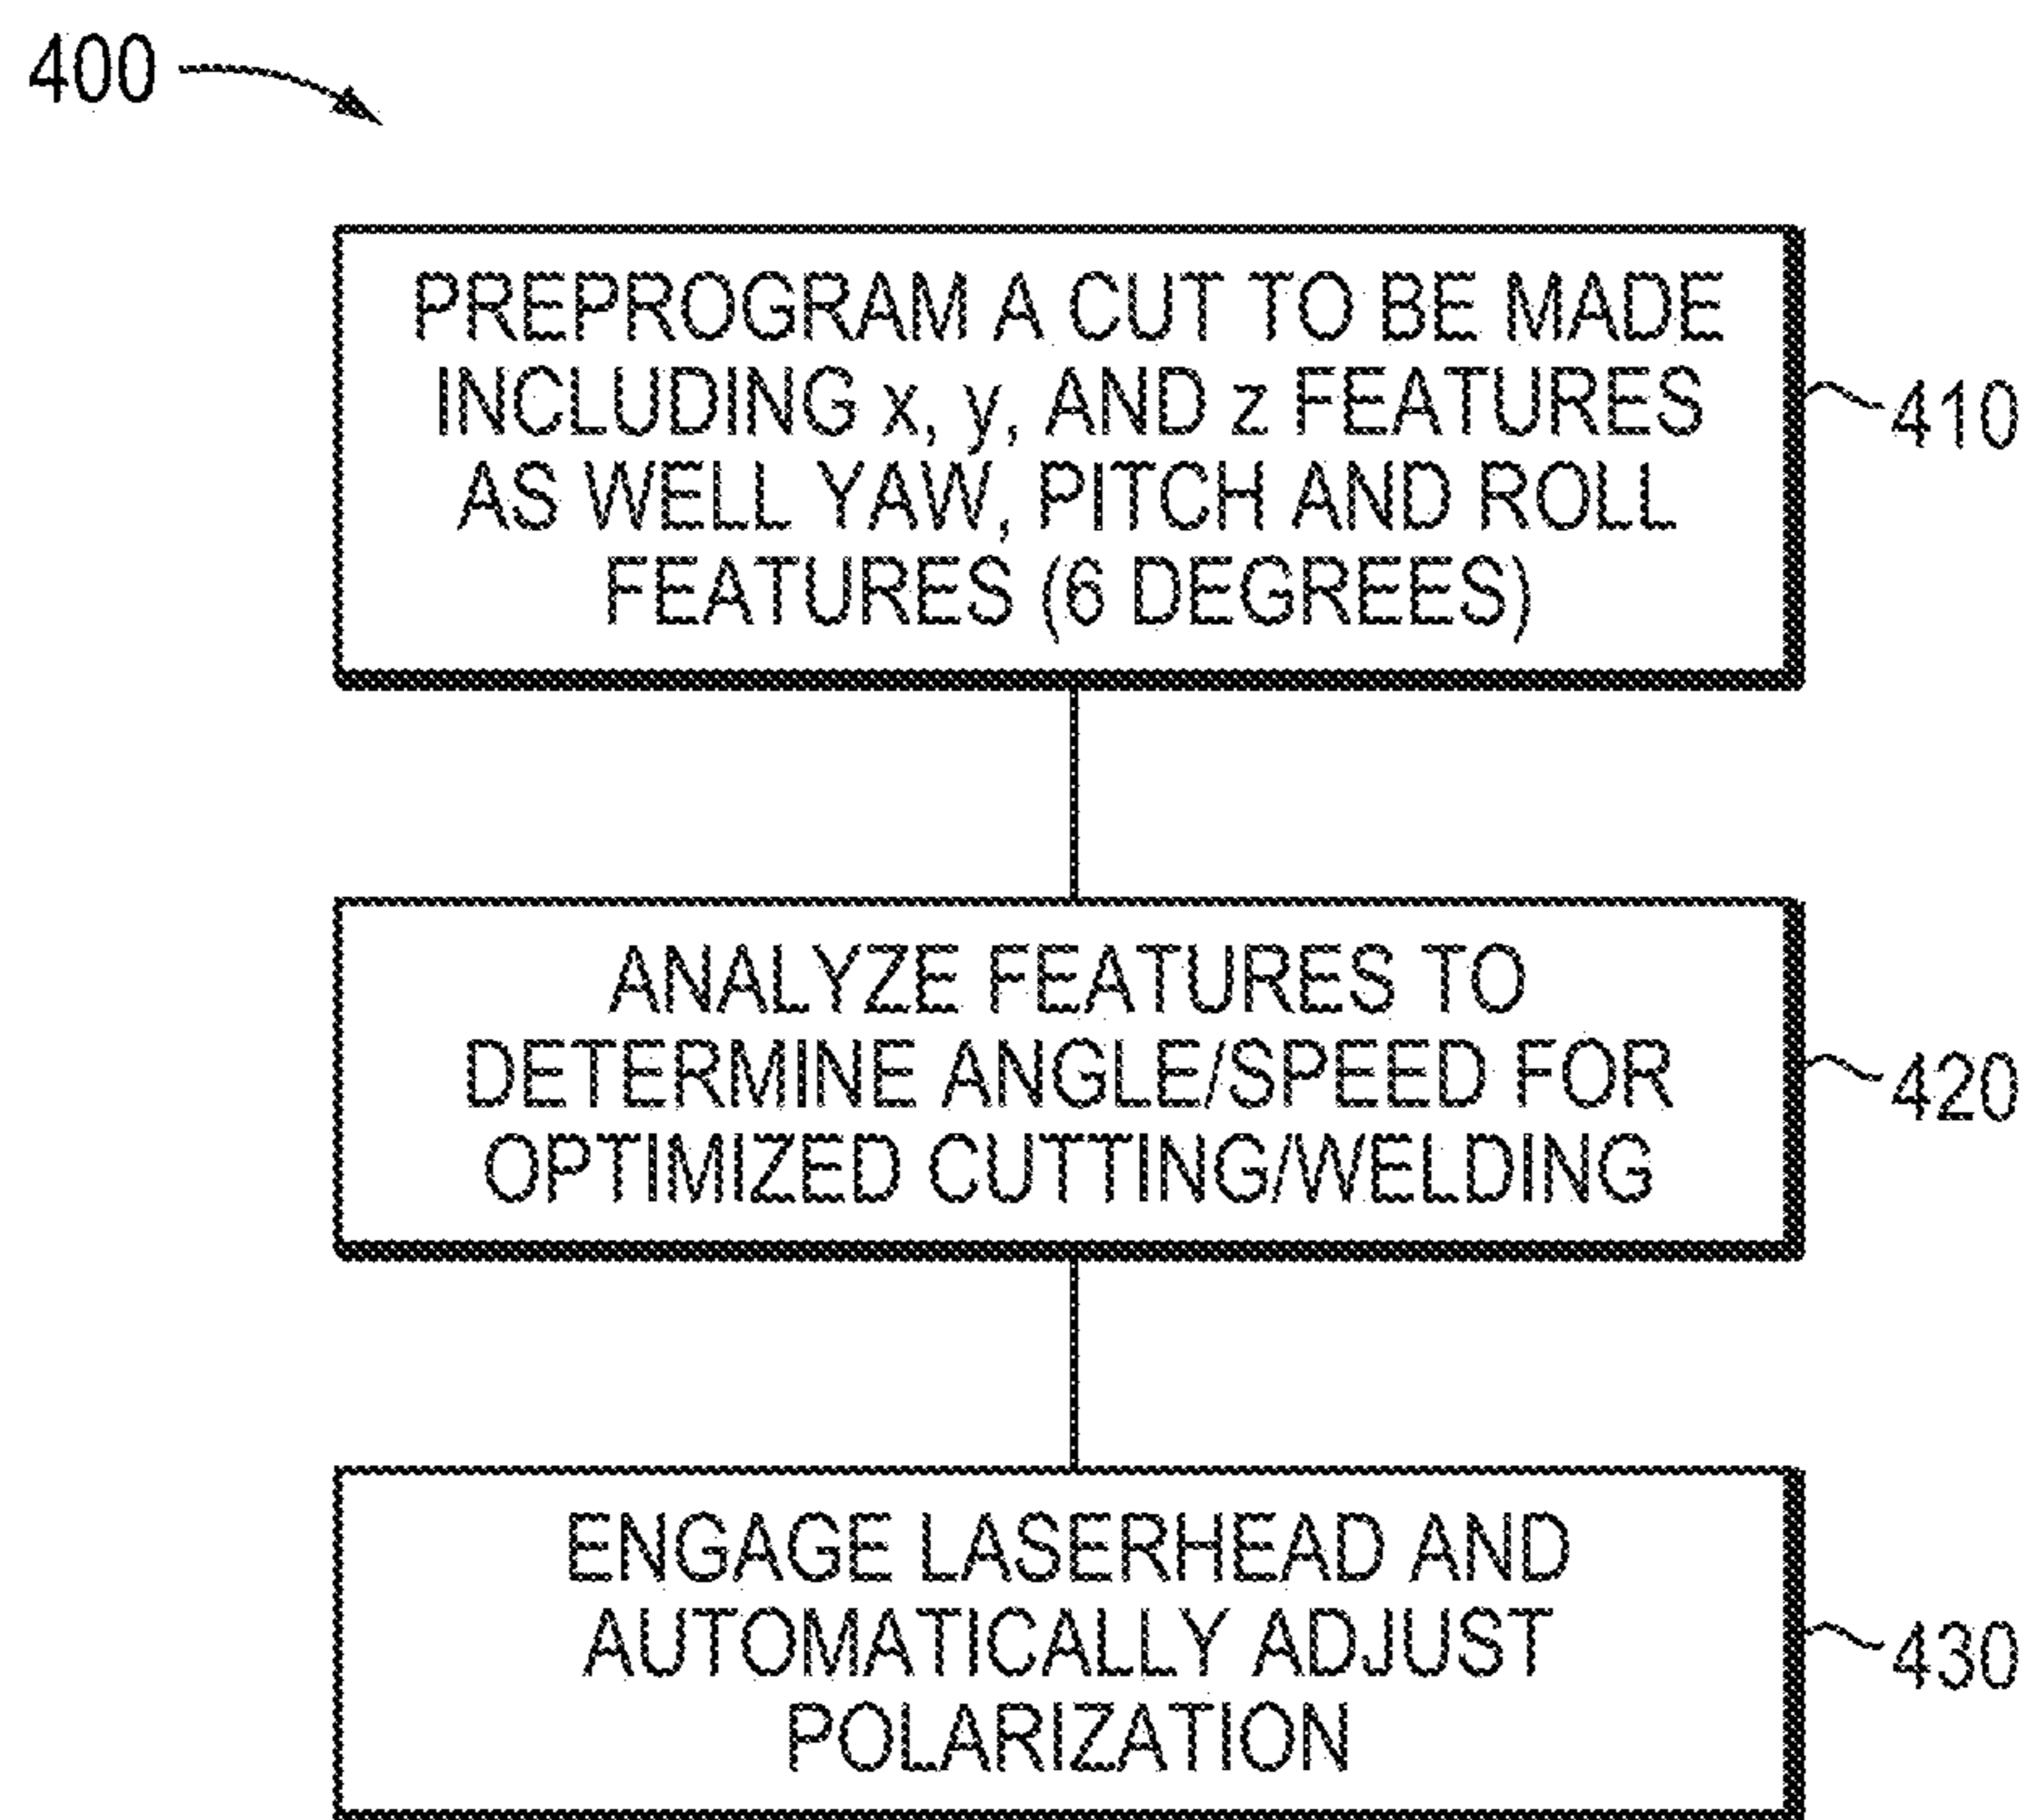 400
PREPROGRAM A CUT TO BE MADE
INCLUDING x, y, AND z FEATURES
AS WELL YAW, PITCH AND ROLL
FEATURES (6 DEGREES)
410
ANALYZE FEATURES TO
DETERMINE ANGLE/SPEED FOR
OPTIMIZED CUTTING/WELDING
420
ENGAGE LASERHEAD AND
AUTOMATICALLY ADJUST
POLARIZATION
430